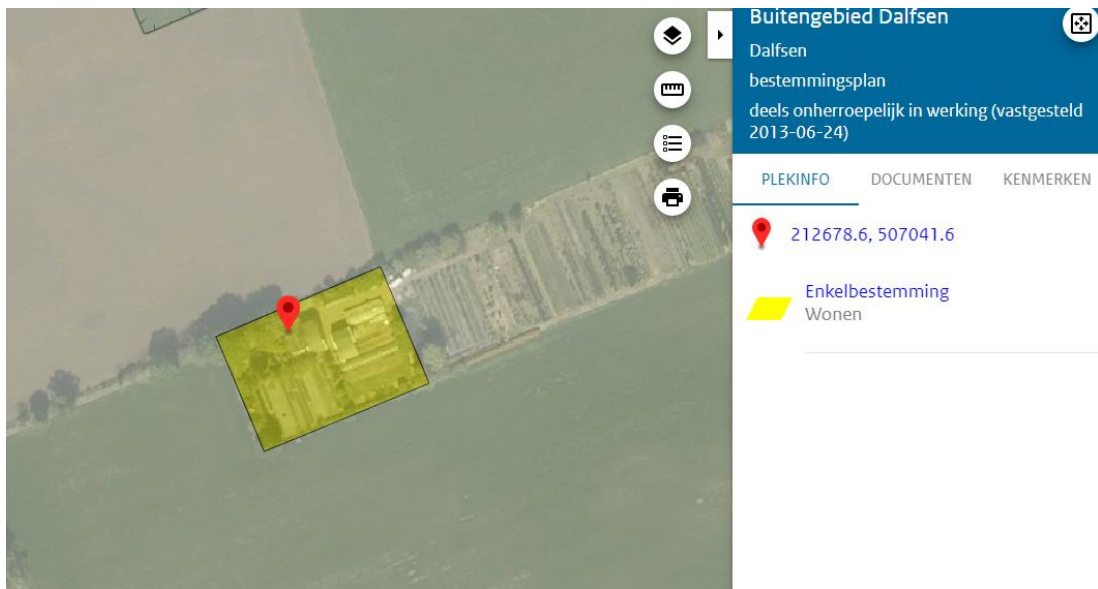 Buitengebied Dalfsen
Dalfsen
bestemmingsplan
deels onherroepelijk in werking (vastgesteld
2013-06-24)
PLEKINFO DOCUMENTEN KENMERKEN
212678.6, 507041.6
Enkelbestemming
Wonen